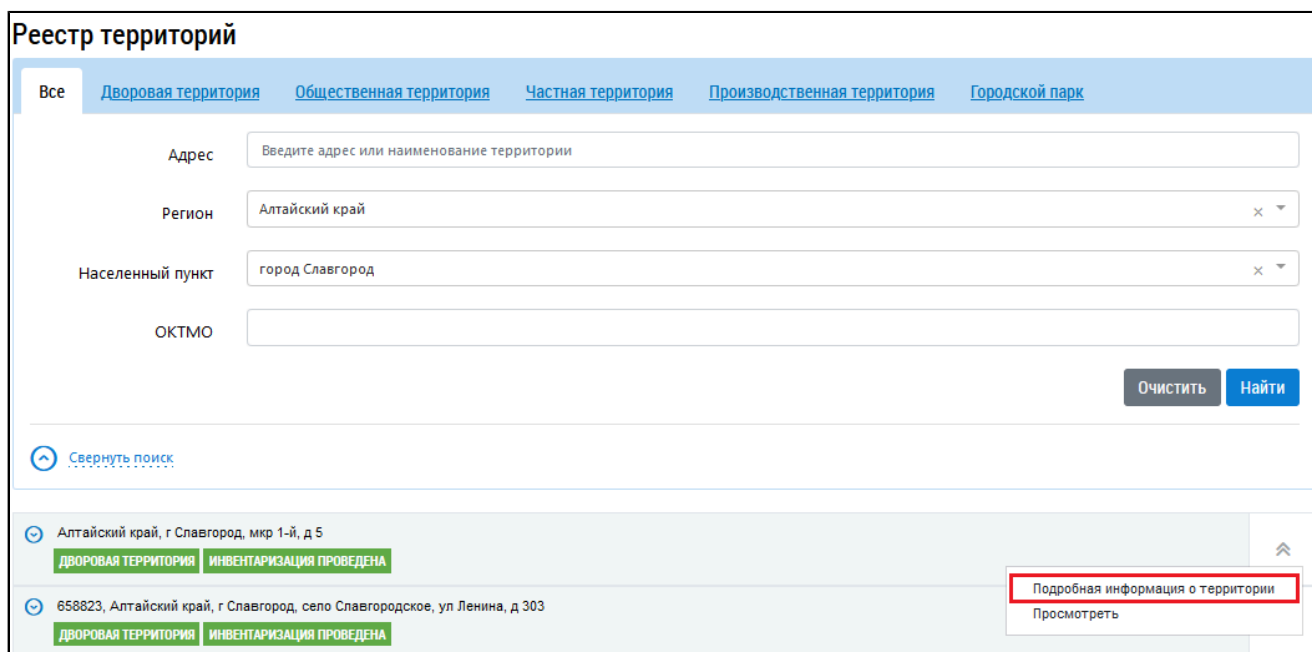 Реестр территорий
Все Дворовая территория Общественная территория Частная территория Производственная территория Городской парк
Адрес Введите адрес или наименование территории
Регион Алтайский край × 
Населенный пункт город Славгород ×
ОКТМО
Очистить Найти
Свернуть поиск
Алтайский край, г Славгород, мкр 1-й, д 5
ДВОРОВАЯ ТЕРРИТОРИЯ ИНВЕНТАРИЗАЦИЯ ПРОВЕДЕНА
Подробная информация о территории
658823, Алтайский край, г Славгород, село Славгородское, ул Ленина, д 303
Просмотреть
ДВОРОВАЯ ТЕРРИТОРИЯ ИНВЕНТАРИЗАЦИЯ ПРОВЕДЕНА